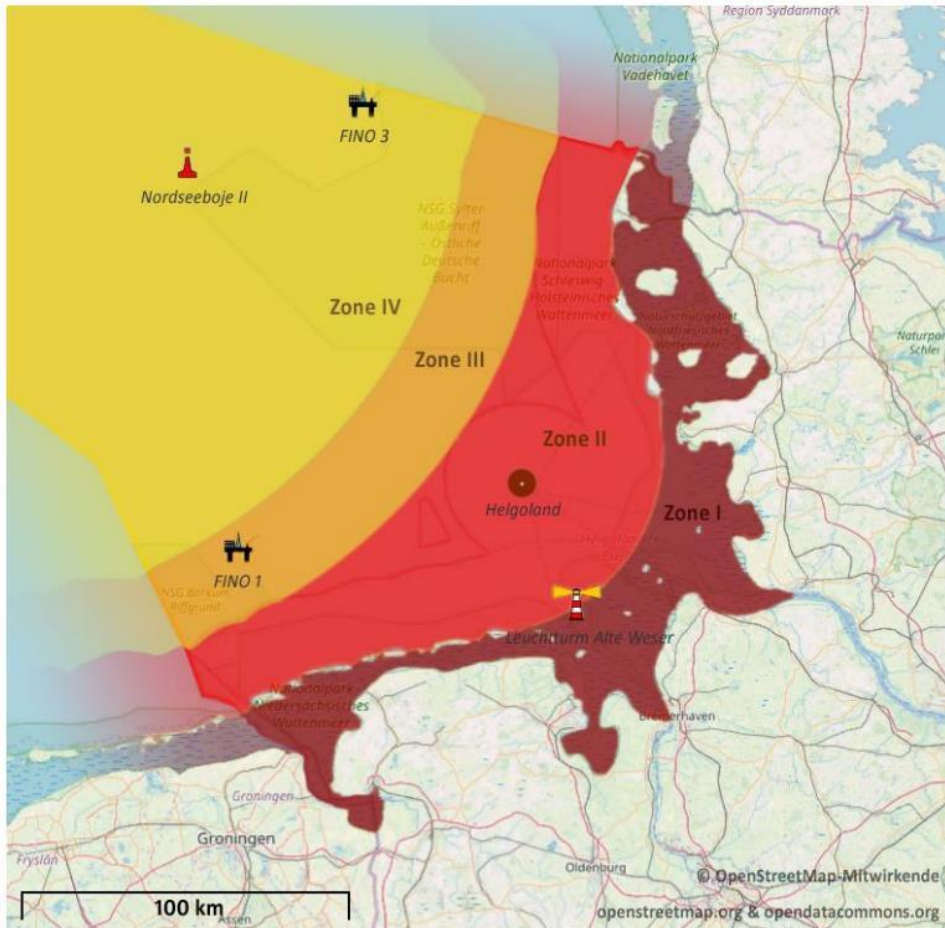 Region Syddanmark
Nationalpark
Vadehavet
FINO 3
Nordseeboje II
NSG Sylter
Außenriff
- Östliche
Deutsche
Bucht
Nationalpark
Schleswig-
Holsteinisches
Wattenmeer
Zone IV
Naturschutzgebiet
Nordfriesisches
Wattenmeer
Naturpark
Schlei
Zone III
Zone II
Helgoland
Zone I
FINO 1
NSG Borkum
Riffgrund
Leuchtturm Alte Weser
Nationalpark
Niedersächsisches
Wattenmeer
Bremerhaven
Groningen
Groningen
Fryslân
Oldenburg
© OpenStreetMap-Mitwirkende
100 km
Assen
openstreetmap.org & opendatacommons.org